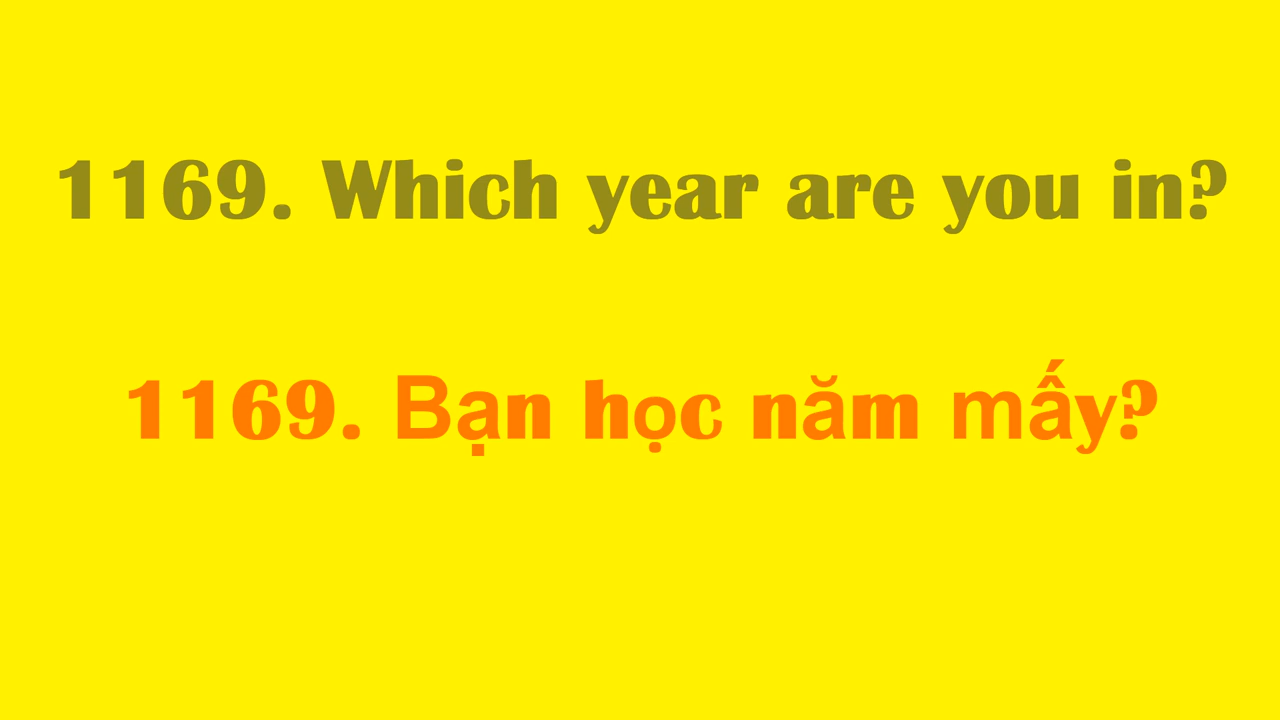 1169. Which year are you in?
1169. Bạn học năm mấy?